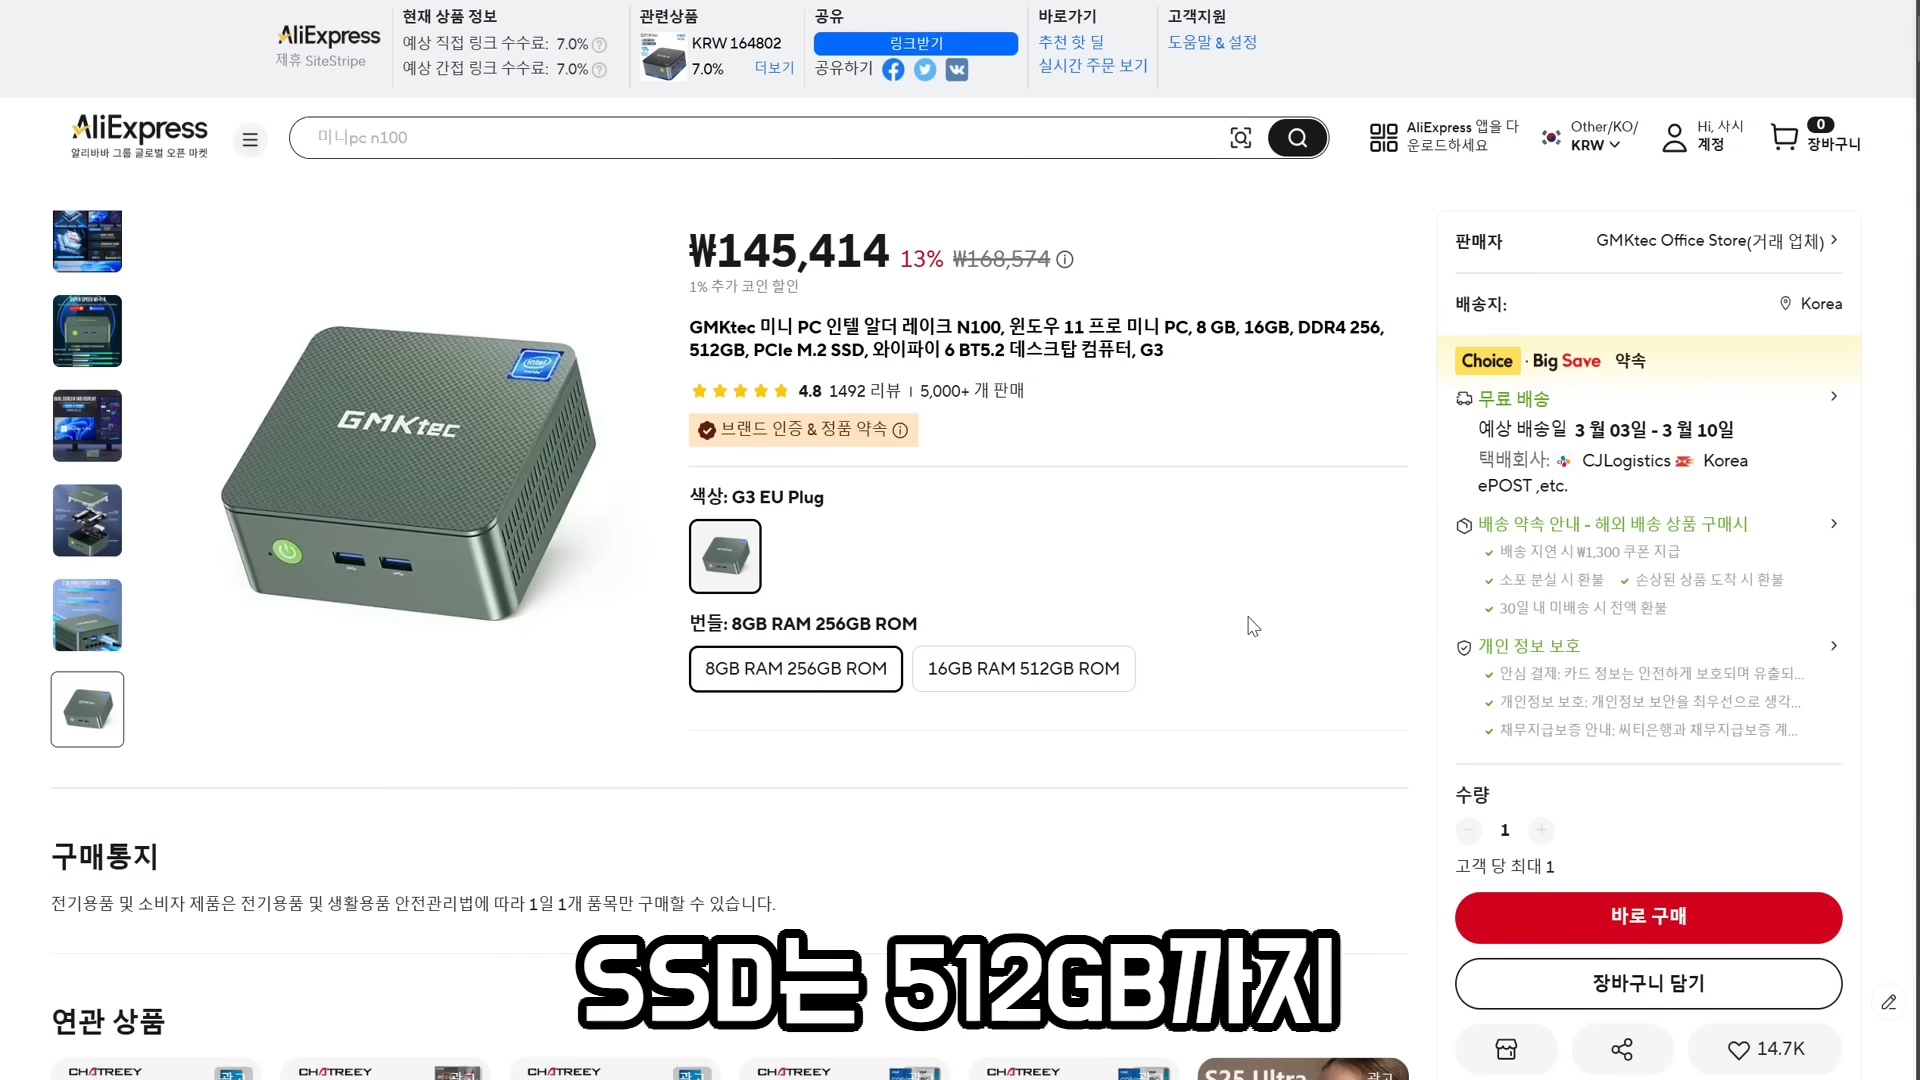 AliExpress
제휴 SiteStripe
현재 상품 정보
예상 직접 링크 수수료: 7.0%
예상 간접 링크 수수료: 7.0%
관련상품
KRW 164802
7.0% 더보기
공유
링크받기
공유하기
바로가기
추천 핫 딜
실시간 주문 보기
고객지원
도움말 & 설정
AliExpress
알리바바 그룹 글로벌 오픈 마켓
미니pc n100
AliExpress 앱을 다
운로드하세요
Other/KO/
KRW
Hi, 사시
계정
0
장바구니
₩145,414 13% ₩168,574
1% 추가 코인 할인
GMKtec 미니 PC 인텔 알더 레이크 N100, 윈도우 11 프로 미니 PC, 8 GB, 16GB, DDR4 256,
512GB, PCIe M.2 SSD, 와이파이 6 BT5.2 데스크탑 컴퓨터, G3
4.8 1492 리뷰 | 5,000+ 개 판매
브랜드 인증 & 정품 약속
색상: G3 EU Plug
번들: 8GB RAM 256GB ROM
8GB RAM 256GB ROM
16GB RAM 512GB ROM
GMKtec
intel
판매자
GMKtec Office Store(거래 업체)
배송지:
Korea
Choice · Big Save 약속
무료 배송
예상 배송일 3 월 03일 - 3 월 10일
택배회사: CJLogistics Korea
ePOST ,etc.
배송 약속 안내 - 해외 배송 상품 구매시
배송 지연 시 ₩1,300 쿠폰 지급
소포 분실 시 환불 손상된 상품 도착 시 환불
30일 내 미배송 시 전액 환불
개인 정보 보호
안심 결제: 카드 정보는 안전하게 보호되며 유출되...
개인정보 보호: 개인정보 보안을 최우선으로 생각...
채무지급보증 안내: 씨티은행과 채무지급보증 계...
수량
1
고객 당 최대 1
바로 구매
장바구니 담기
14.7K
구매통지
전기용품 및 소비자 제품은 전기용품 및 생활용품 안전관리법에 따라 1일 1개 품목만 구매할 수 있습니다.
SSD는 512GB까지
연관 상품
CHATREEY 광고
CHATREEY 광고
CHATREEY 광고
CHATREEY
CHATREEY
S25 Ultra 광고